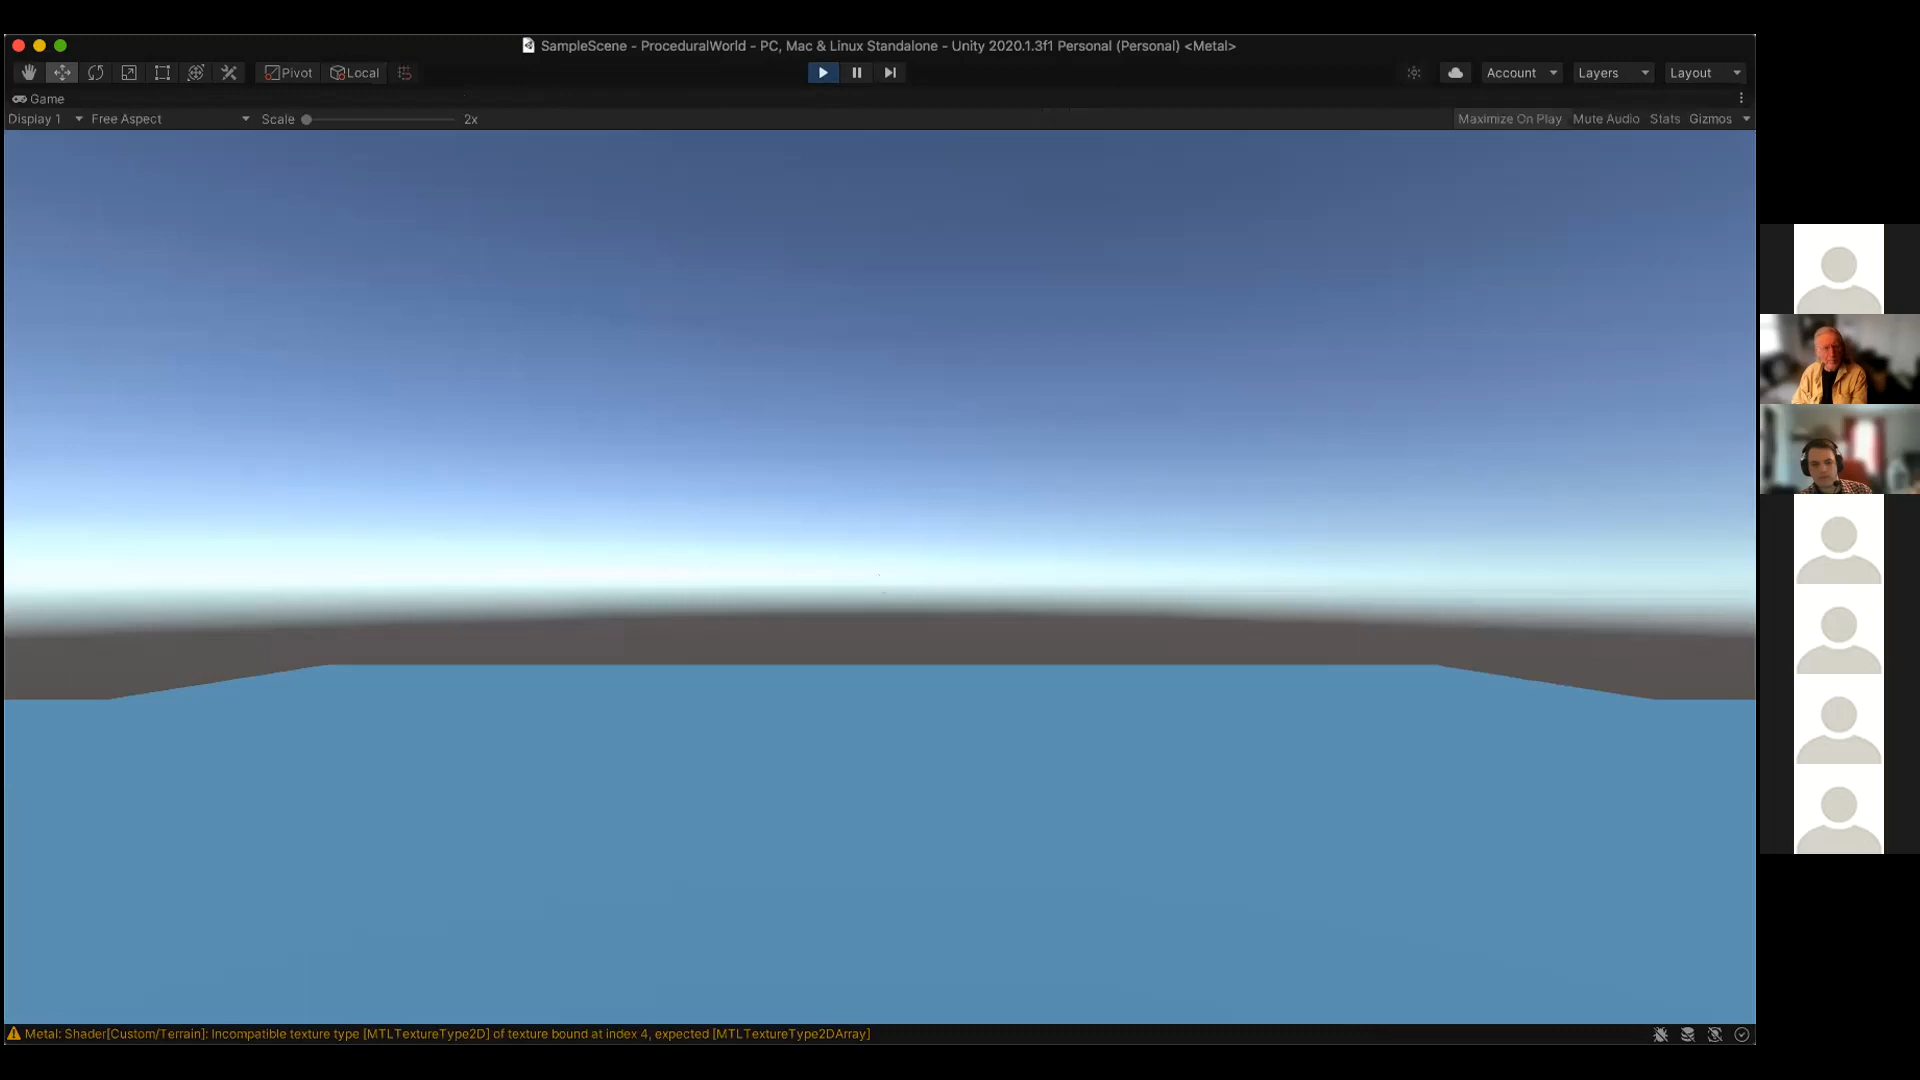 SampleScene - ProceduralWorld - PC, Mac & Linux Standalone - Unity 2020.1.3f1 Personal (Personal) <Metal>
Pivot Local Account Layers Layout
Game
Display 1 Free Aspect Scale 2x Maximize On Play Mute Audio Stats Gizmos
Metal: Shader[Custom/Terrain]: Incompatible texture type [MTLTextureType2D] of texture bound at index 4, expected [MTLTextureType2DArray]